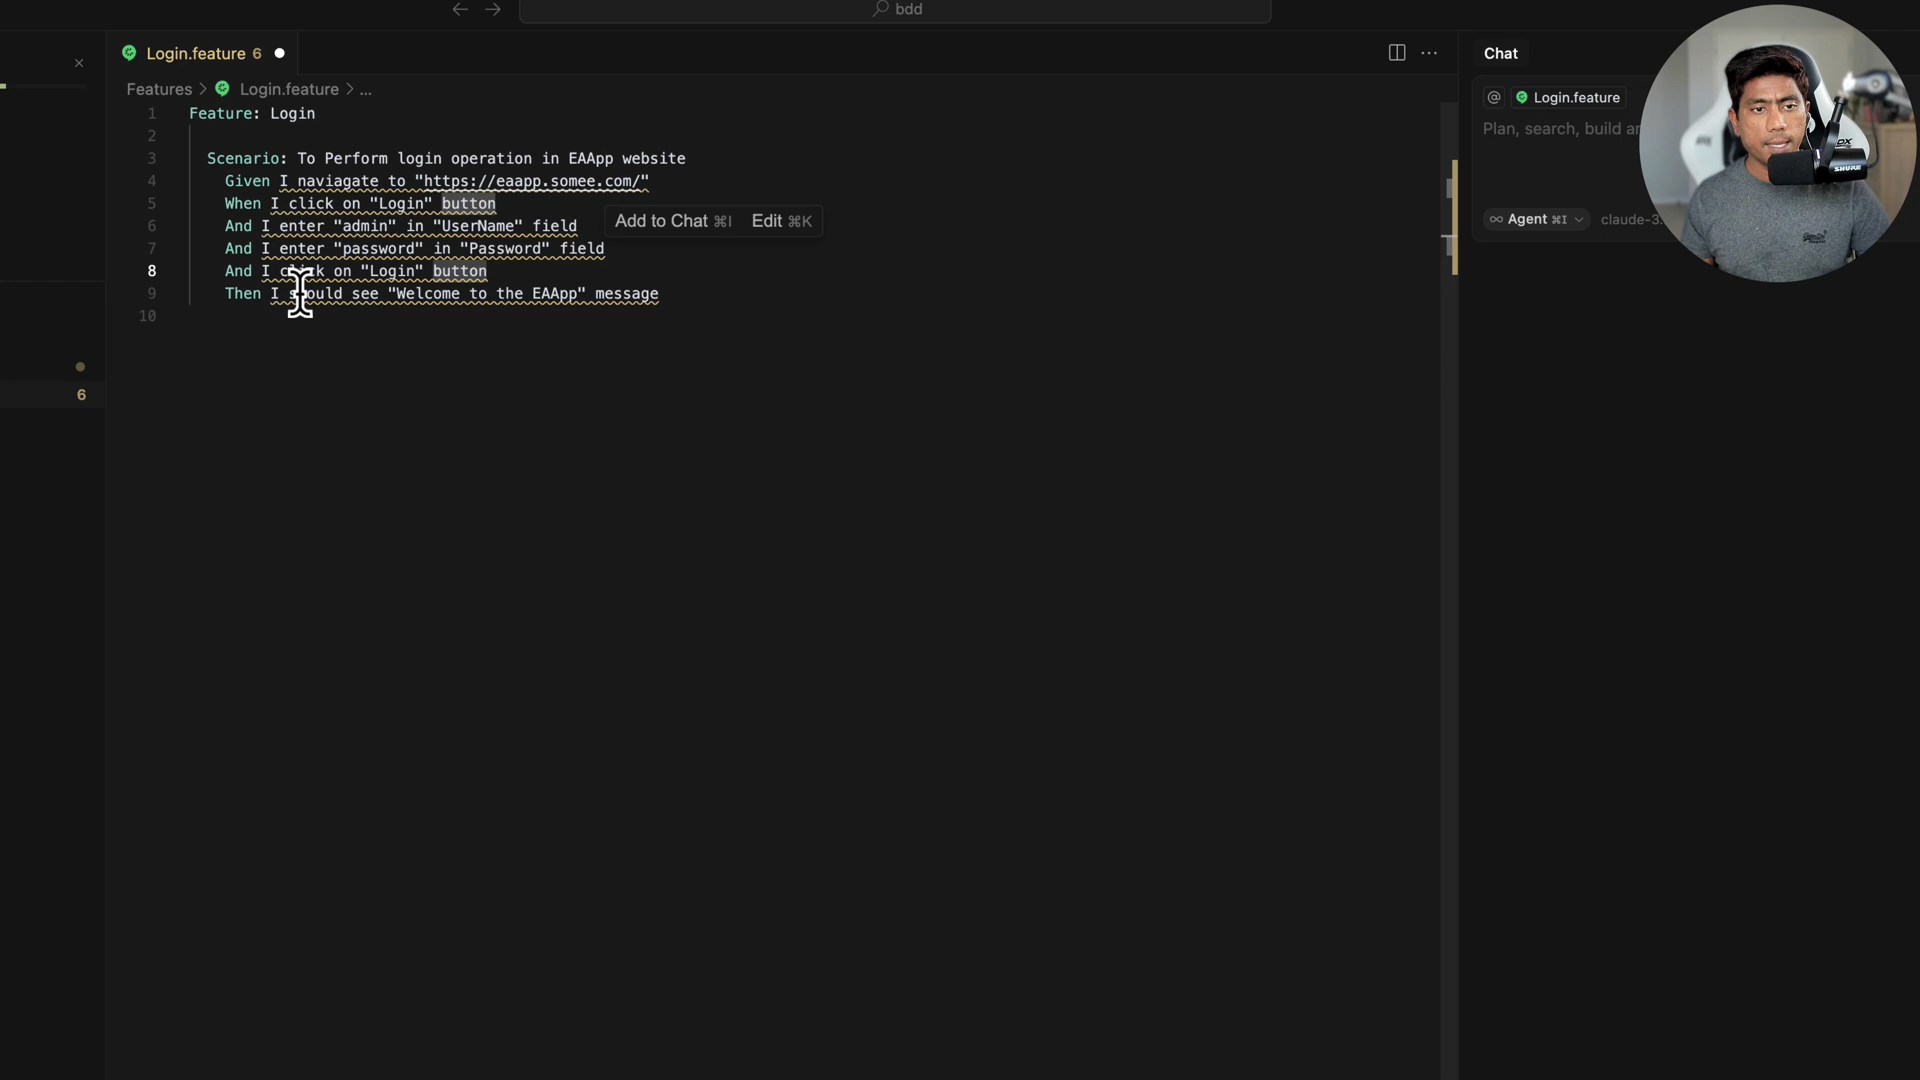 bdd
Login.feature 6
Chat
Features > Login.feature > ...
@ Login.feature
Plan, search, build
1 Feature: Login
2
3 Scenario: To Perform login operation in EAApp website
4 Given I naviagate to "https://eaapp.somee.com/"
5 When I click on "Login" button
6 And I enter "admin" in "UserName" field
Add to Chat ⌘I Edit ⌘K
∞ Agent ⌘I claude-3.
7 And I enter "password" in "Password" field
8 And I click on "Login" button
9 Then I should see "Welcome to the EAApp" message
10
6
SHURE